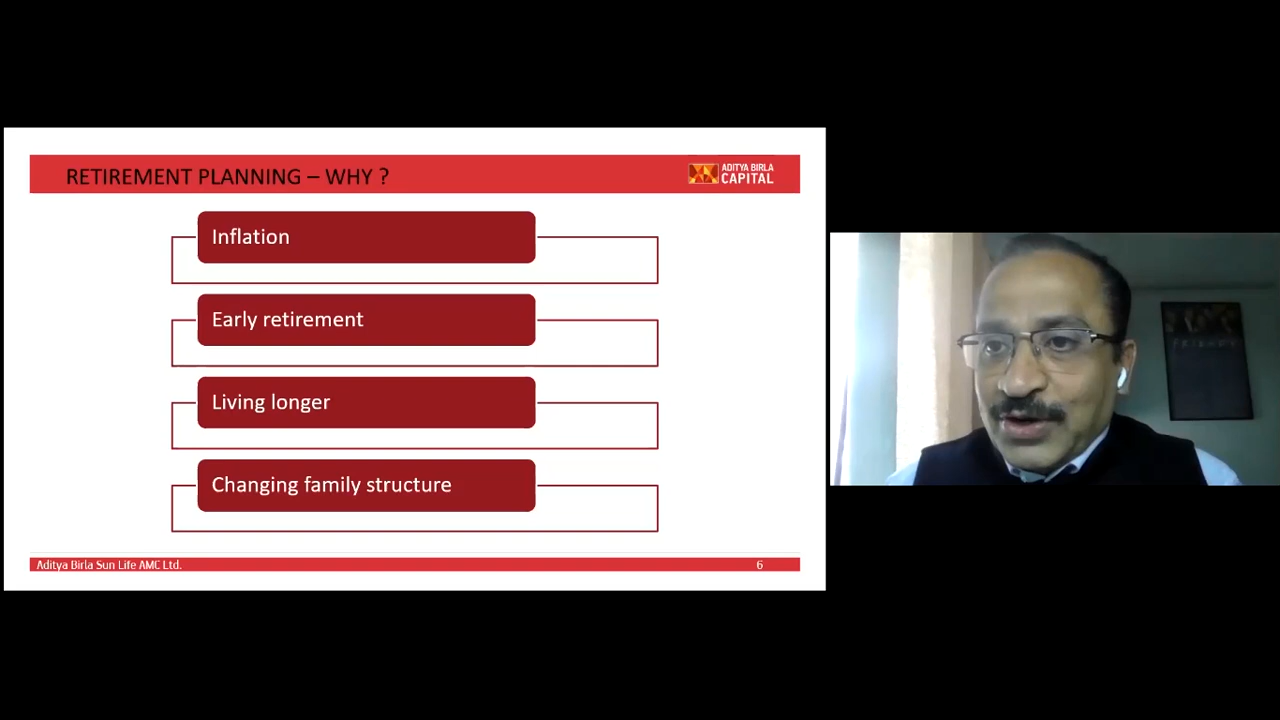 RETIREMENT PLANNING – WHY ?
ADITYA BIRLA
CAPITAL
Inflation
Early retirement
Living longer
Changing family structure
Aditya Birla Sun Life AMC Ltd.
6
FRIENDS